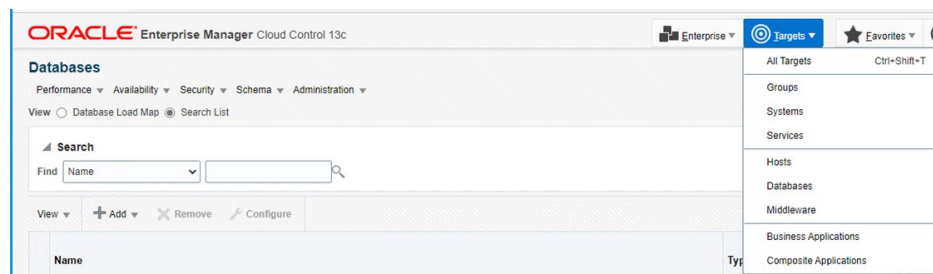 ORACLE Enterprise Manager Cloud Control 13c
Enterprise Targets Favorites
Databases
Performance Availability Security Schema Administration
View Database Load Map Search List
Search
Find Name
View Add Remove Configure
Name
All Targets Ctrl+Shift+T
Groups
Systems
Services
Hosts
Databases
Middleware
Business Applications
Composite Applications